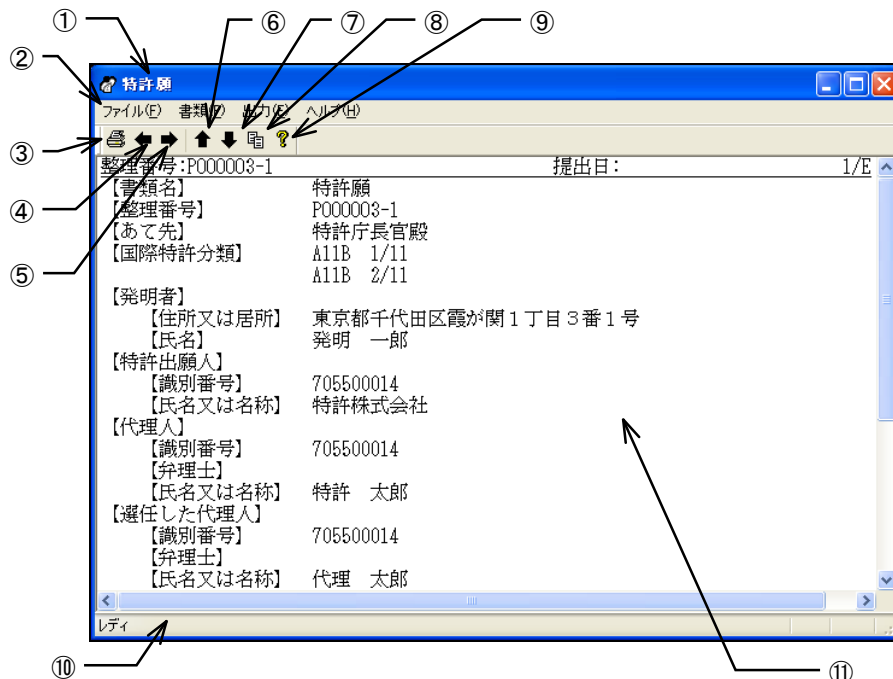 ① ⑥ ⑦ ⑧ ⑨
②
特許願
ファイル(F) 書類(P) 出力(E) ヘルプ(H)
③
整理番号:P000003-1 提出日: 1/E
【書類名】 特許願
④ 【整理番号】 P000003-1
【あて先】 特許庁長官殿
⑤ 【国際特許分類】 A11B 1/11
A11B 2/11
【発明者】
【住所又は居所】 東京都千代田区霞が関1丁目3番1号
【氏名】 発明 一郎
【特許出願人】
【識別番号】 705500014
【氏名又は名称】 特許株式会社
【代理人】
【識別番号】 705500014
【弁理士】
【氏名又は名称】 特許 太郎
【選任した代理人】
【識別番号】 705500014
【弁理士】
【氏名又は名称】 代理 太郎
レディ
⑩ ⑪